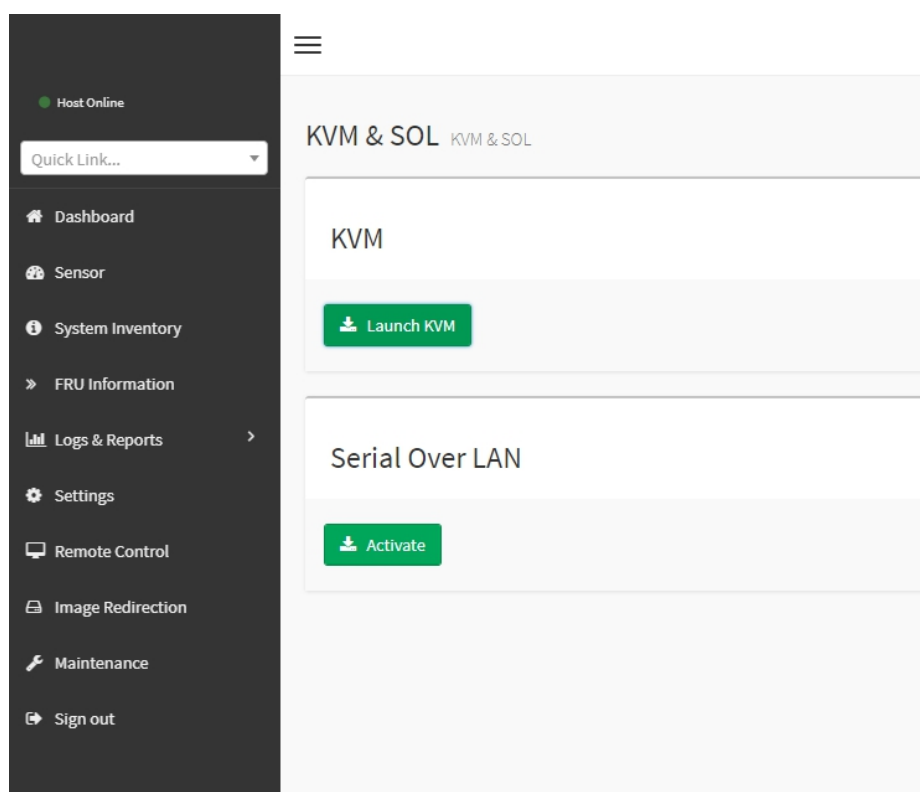 Host Online
Quick Link...
Dashboard
Sensor
System Inventory
FRU Information
Logs & Reports
Settings
Remote Control
Image Redirection
Maintenance
Sign out
KVM & SOL KVM & SOL
KVM
Launch KVM
Serial Over LAN
Activate